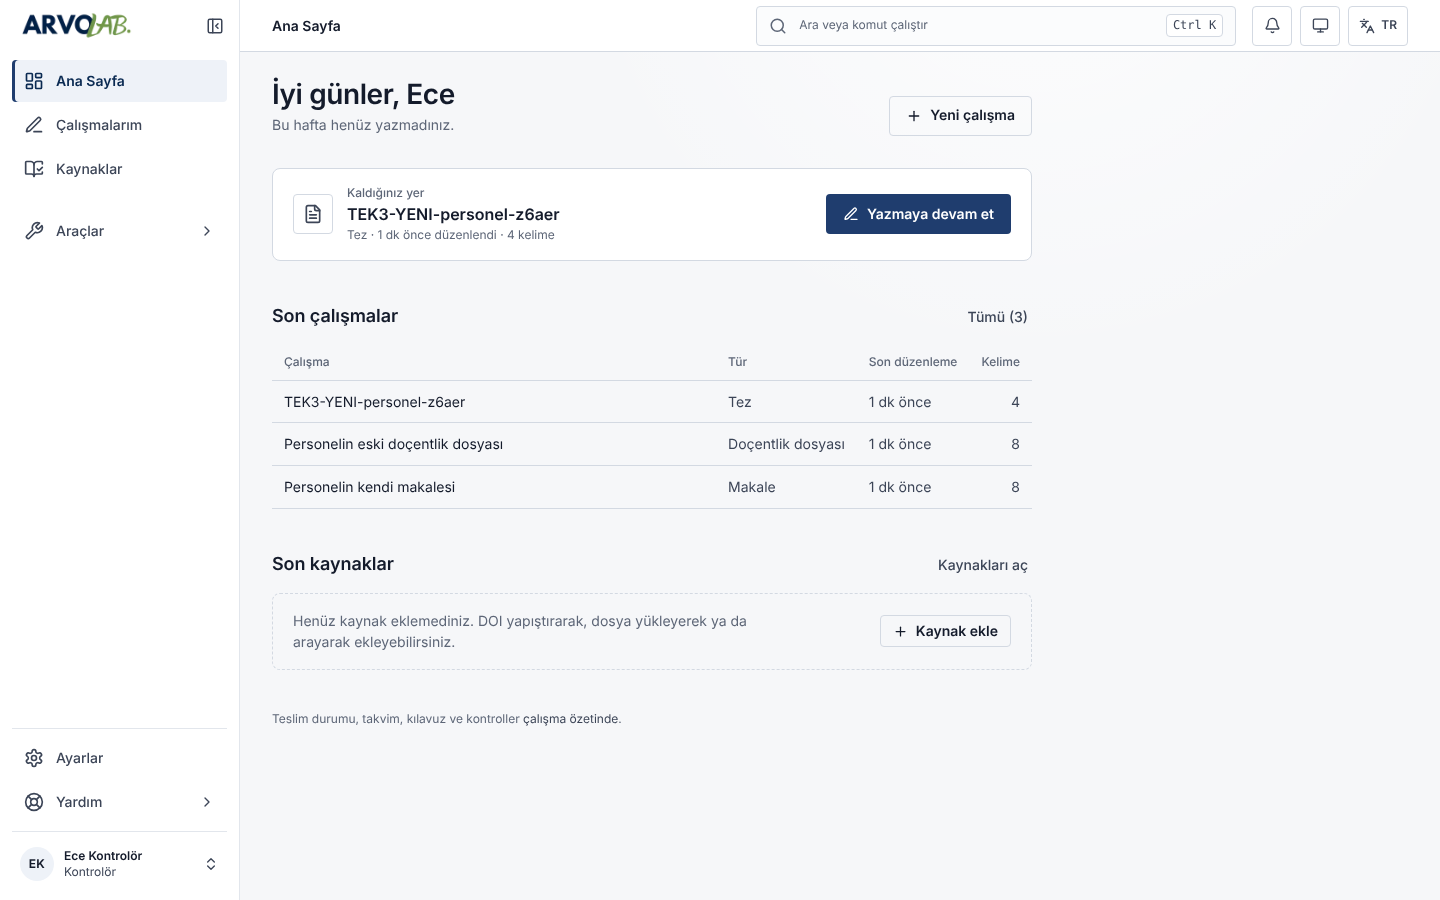 ARVOLAB.
Ana Sayfa
Çalışmalarım
Kaynaklar
Araçlar
Ayarlar
Yardım
EK
Ece Kontrolör
Kontrolör
Ana Sayfa
Ara veya komut çalıştır
Ctrl K
TR
İyi günler, Ece
Bu hafta henüz yazmadınız.
Yeni çalışma
Kaldığınız yer
TEK3-YENI-personel-z6aer
Tez · 1 dk önce düzenlendi · 4 kelime
Yazmaya devam et
Son çalışmalar
Tümü (3)
Çalışma Tür Son düzenleme Kelime
TEK3-YENI-personel-z6aer Tez 1 dk önce 4
Personelin eski doçentlik dosyası Doçentlik dosyası 1 dk önce 8
Personelin kendi makalesi Makale 1 dk önce 8
Son kaynaklar
Kaynakları aç
Henüz kaynak eklemediniz. DOI yapıştırarak, dosya yükleyerek ya da
arayarak ekleyebilirsiniz.
Kaynak ekle
Teslim durumu, takvim, kılavuz ve kontroller çalışma özetinde.